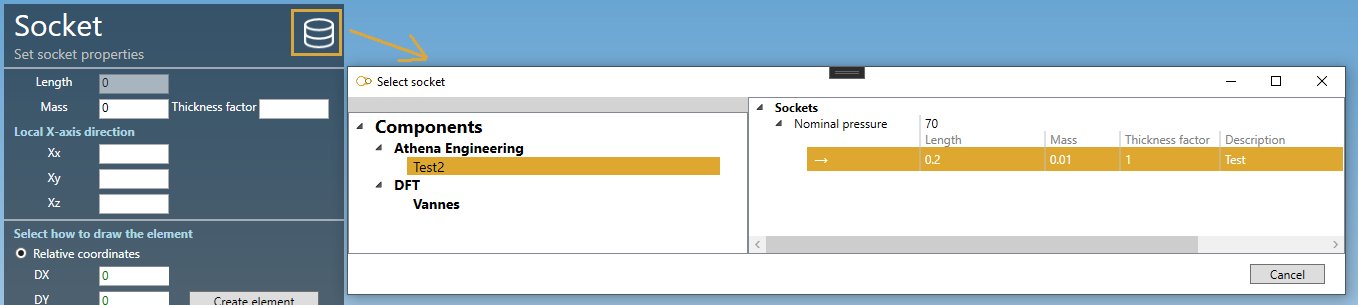 Socket
Set socket properties
Length 0
Mass 0 Thickness factor
Local X-axis direction
Xx
Xy
Xz
Select how to draw the element
Relative coordinates
DX 0
DY 0 Create element
Select socket
Components
Athena Engineering
Test2
DFT
Vannes
Sockets
Nominal pressure 70
Length Mass Thickness factor Description
→ 0.2 0.01 1 Test
Cancel